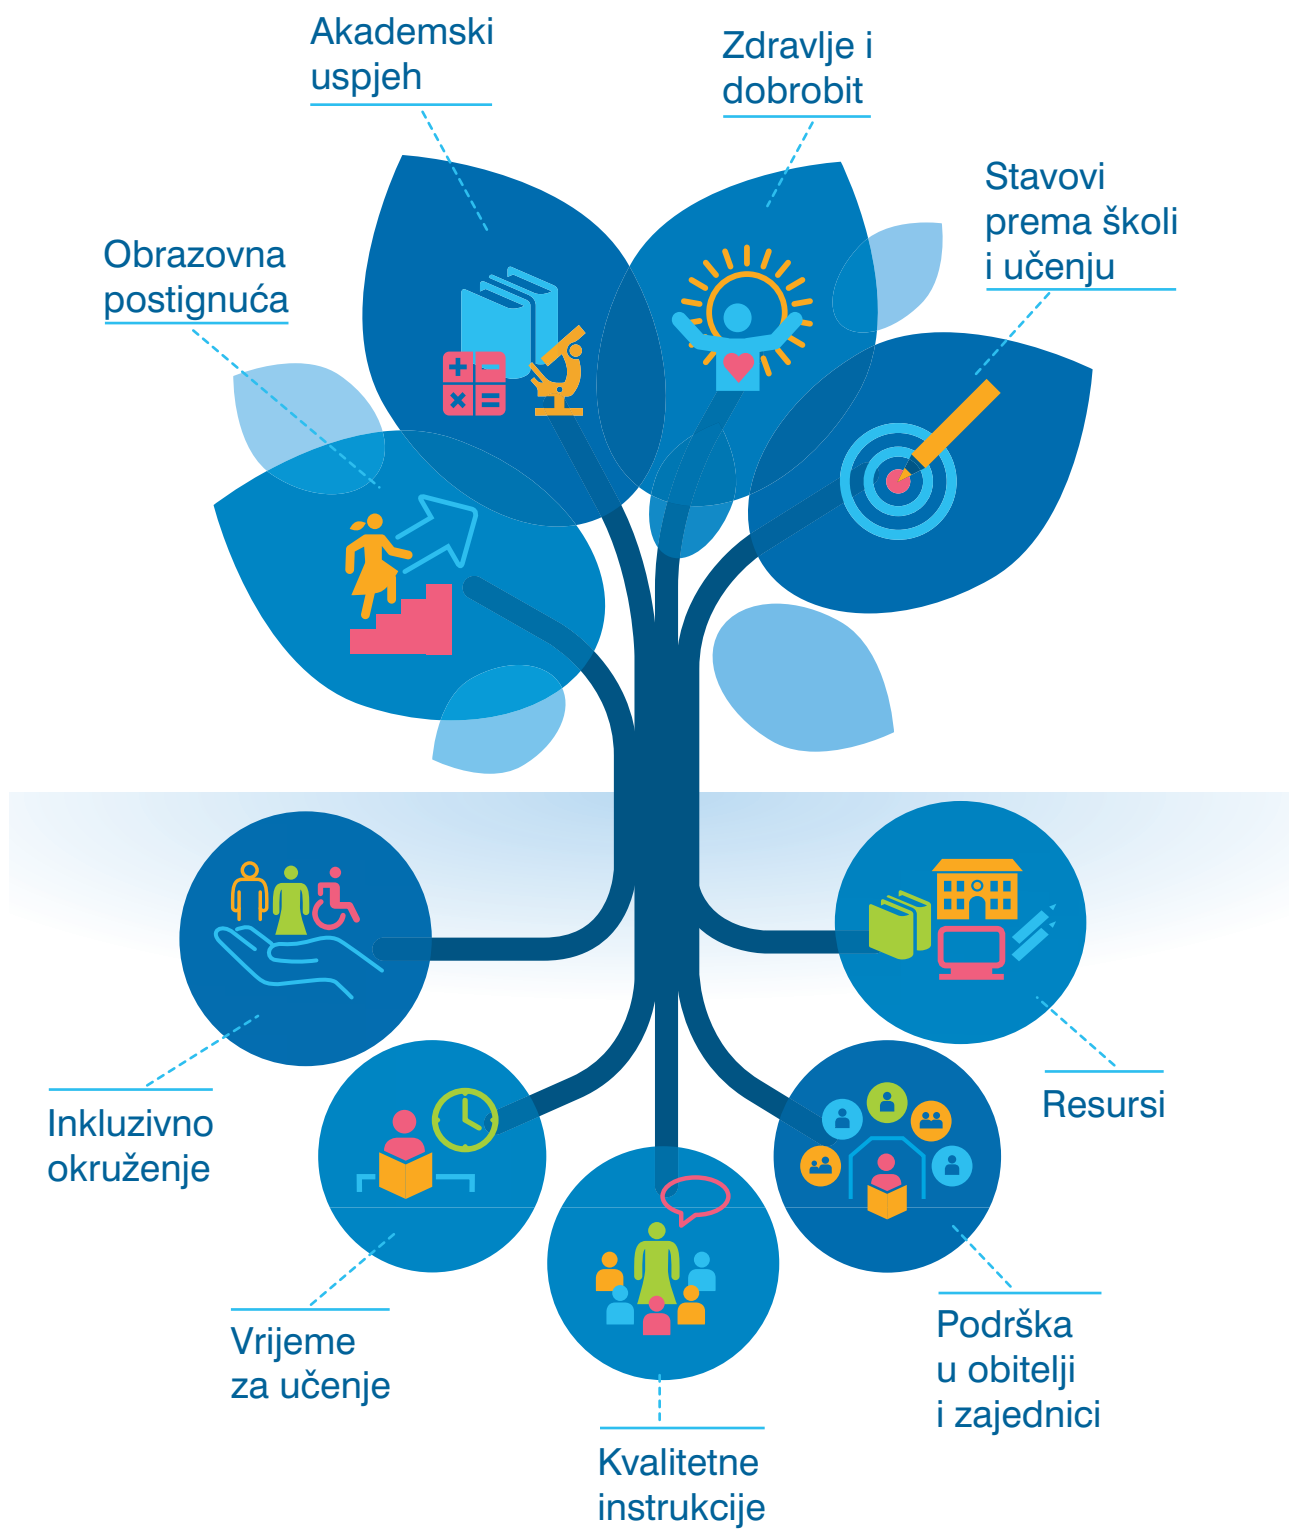 Akademski
uspjeh
Zdravlje i
dobrobit
Stavovi
prema školi
i učenju
Obrazovna
postignuća
Inkluzivno
okruženje
Resursi
Vrijeme
za učenje
Podrška
u obitelji
i zajednici
Kvalitetne
instrukcije